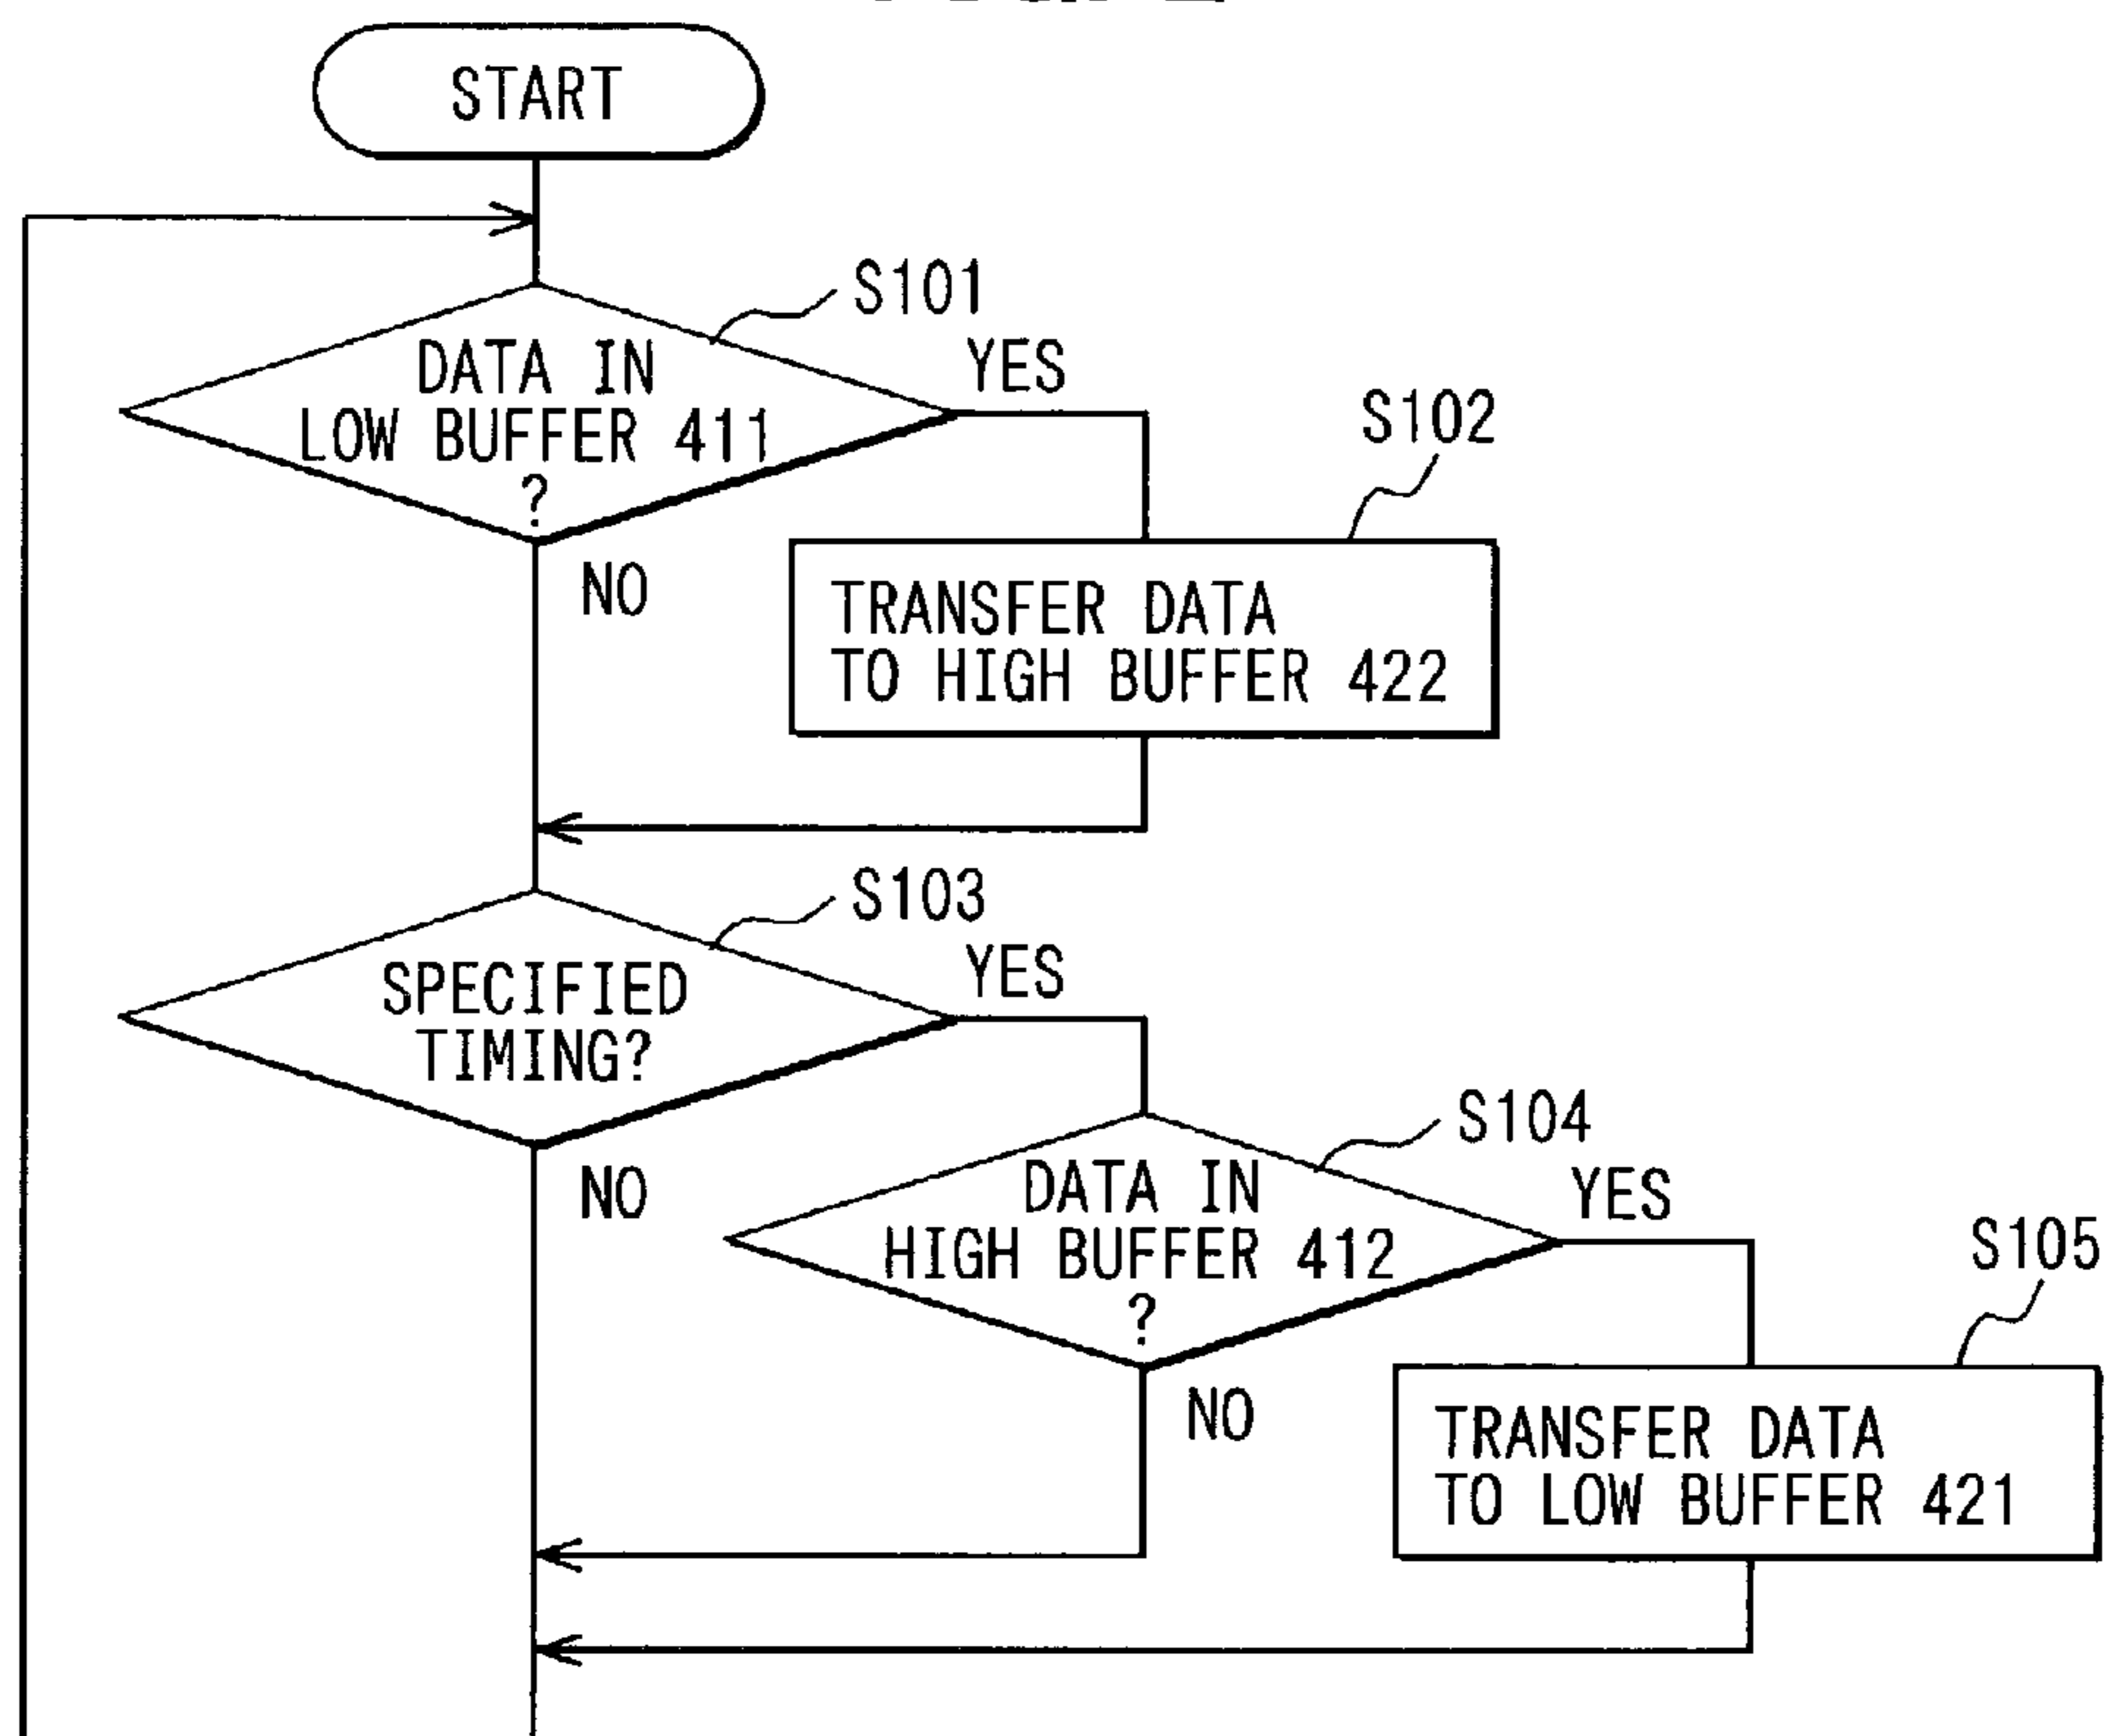 START
S101
DATA IN
LOW BUFFER 411
?
YES
NO
S102
TRANSFER DATA
TO HIGH BUFFER 422
S103
SPECIFIED
TIMING?
YES
NO
S104
DATA IN
HIGH BUFFER 412
?
YES
NO
S105
TRANSFER DATA
TO LOW BUFFER 421